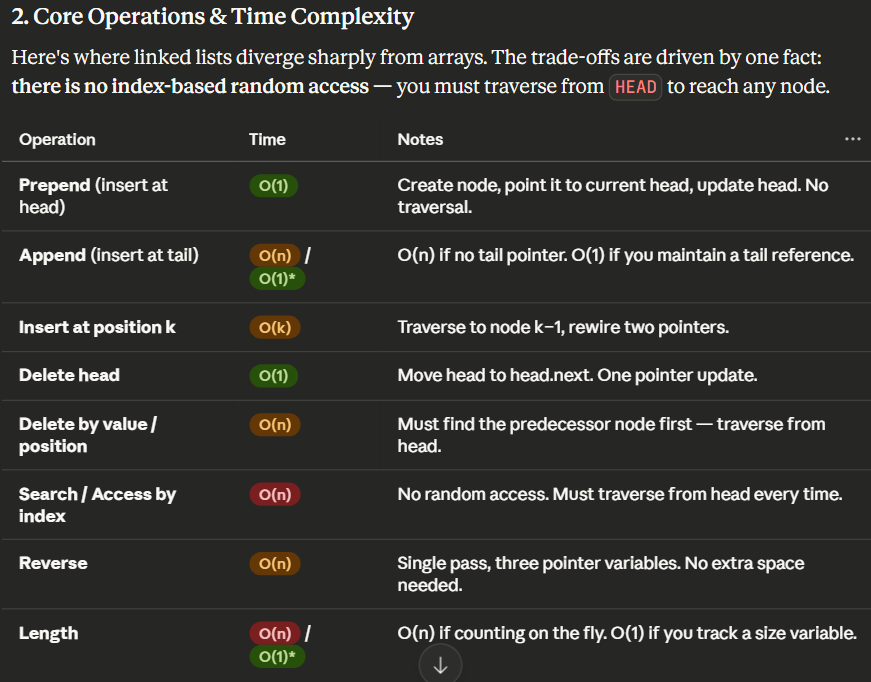 2. Core Operations & Time Complexity
Here's where linked lists diverge sharply from arrays. The trade-offs are driven by one fact:
there is no index-based random access — you must traverse from HEAD to reach any node.
Operation Time Notes
Prepend (insert at head) O(1) Create node, point it to current head, update head. No
traversal.
Append (insert at tail) O(n) / O(1)* O(n) if no tail pointer. O(1) if you maintain a tail reference.
Insert at position k O(k) Traverse to node k−1, rewire two pointers.
Delete head O(1) Move head to head.next. One pointer update.
Delete by value / position O(n) Must find the predecessor node first — traverse from
head.
Search / Access by index O(n) No random access. Must traverse from head every time.
Reverse O(n) Single pass, three pointer variables. No extra space
needed.
Length O(n) / O(1)* O(n) if counting on the fly. O(1) if you track a size variable.